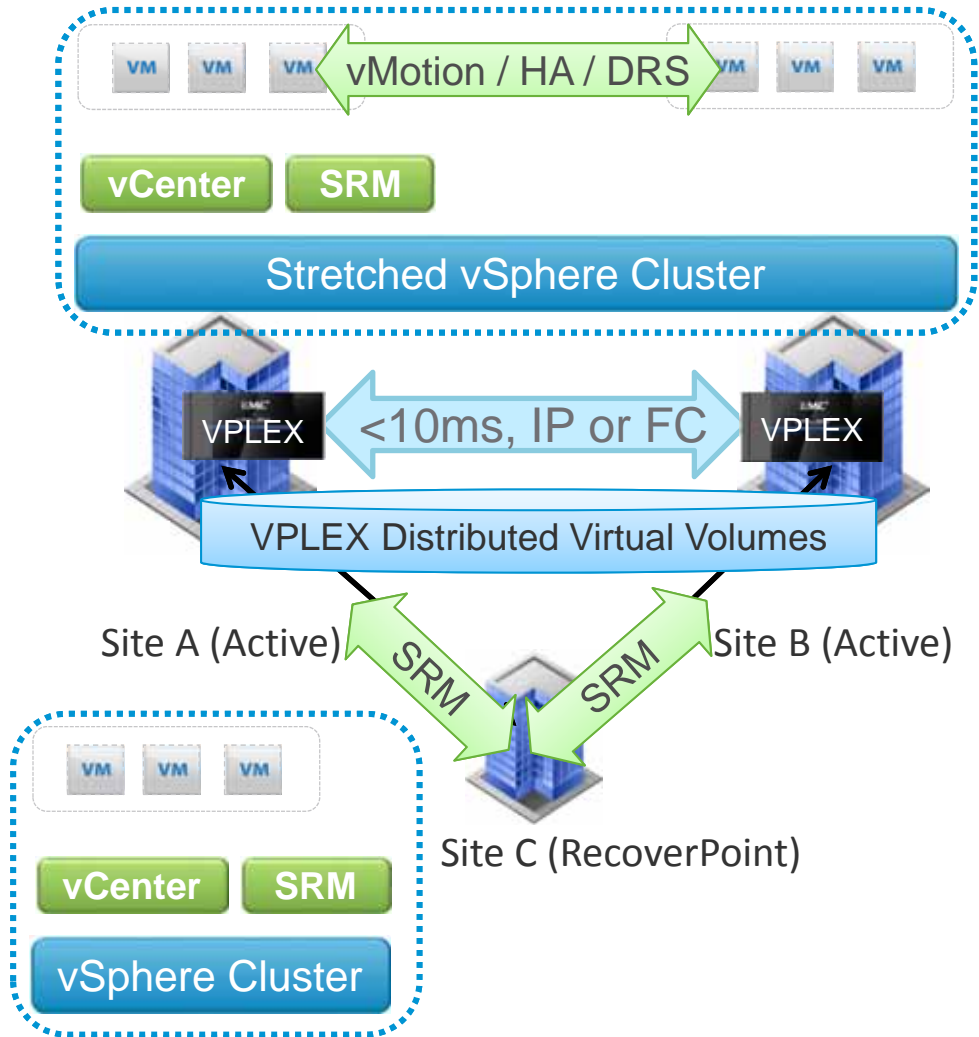 VM VM VM vMotion / HA / DRS VM VM VM
vCenter SRM
Stretched vSphere Cluster
EMC² EMC²
VPLEX <10ms, IP or FC VPLEX
VPLEX Distributed Virtual Volumes
Site A (Active) Site B (Active)
SRM SRM
VM VM VM
Site C (RecoverPoint)
vCenter SRM
vSphere Cluster